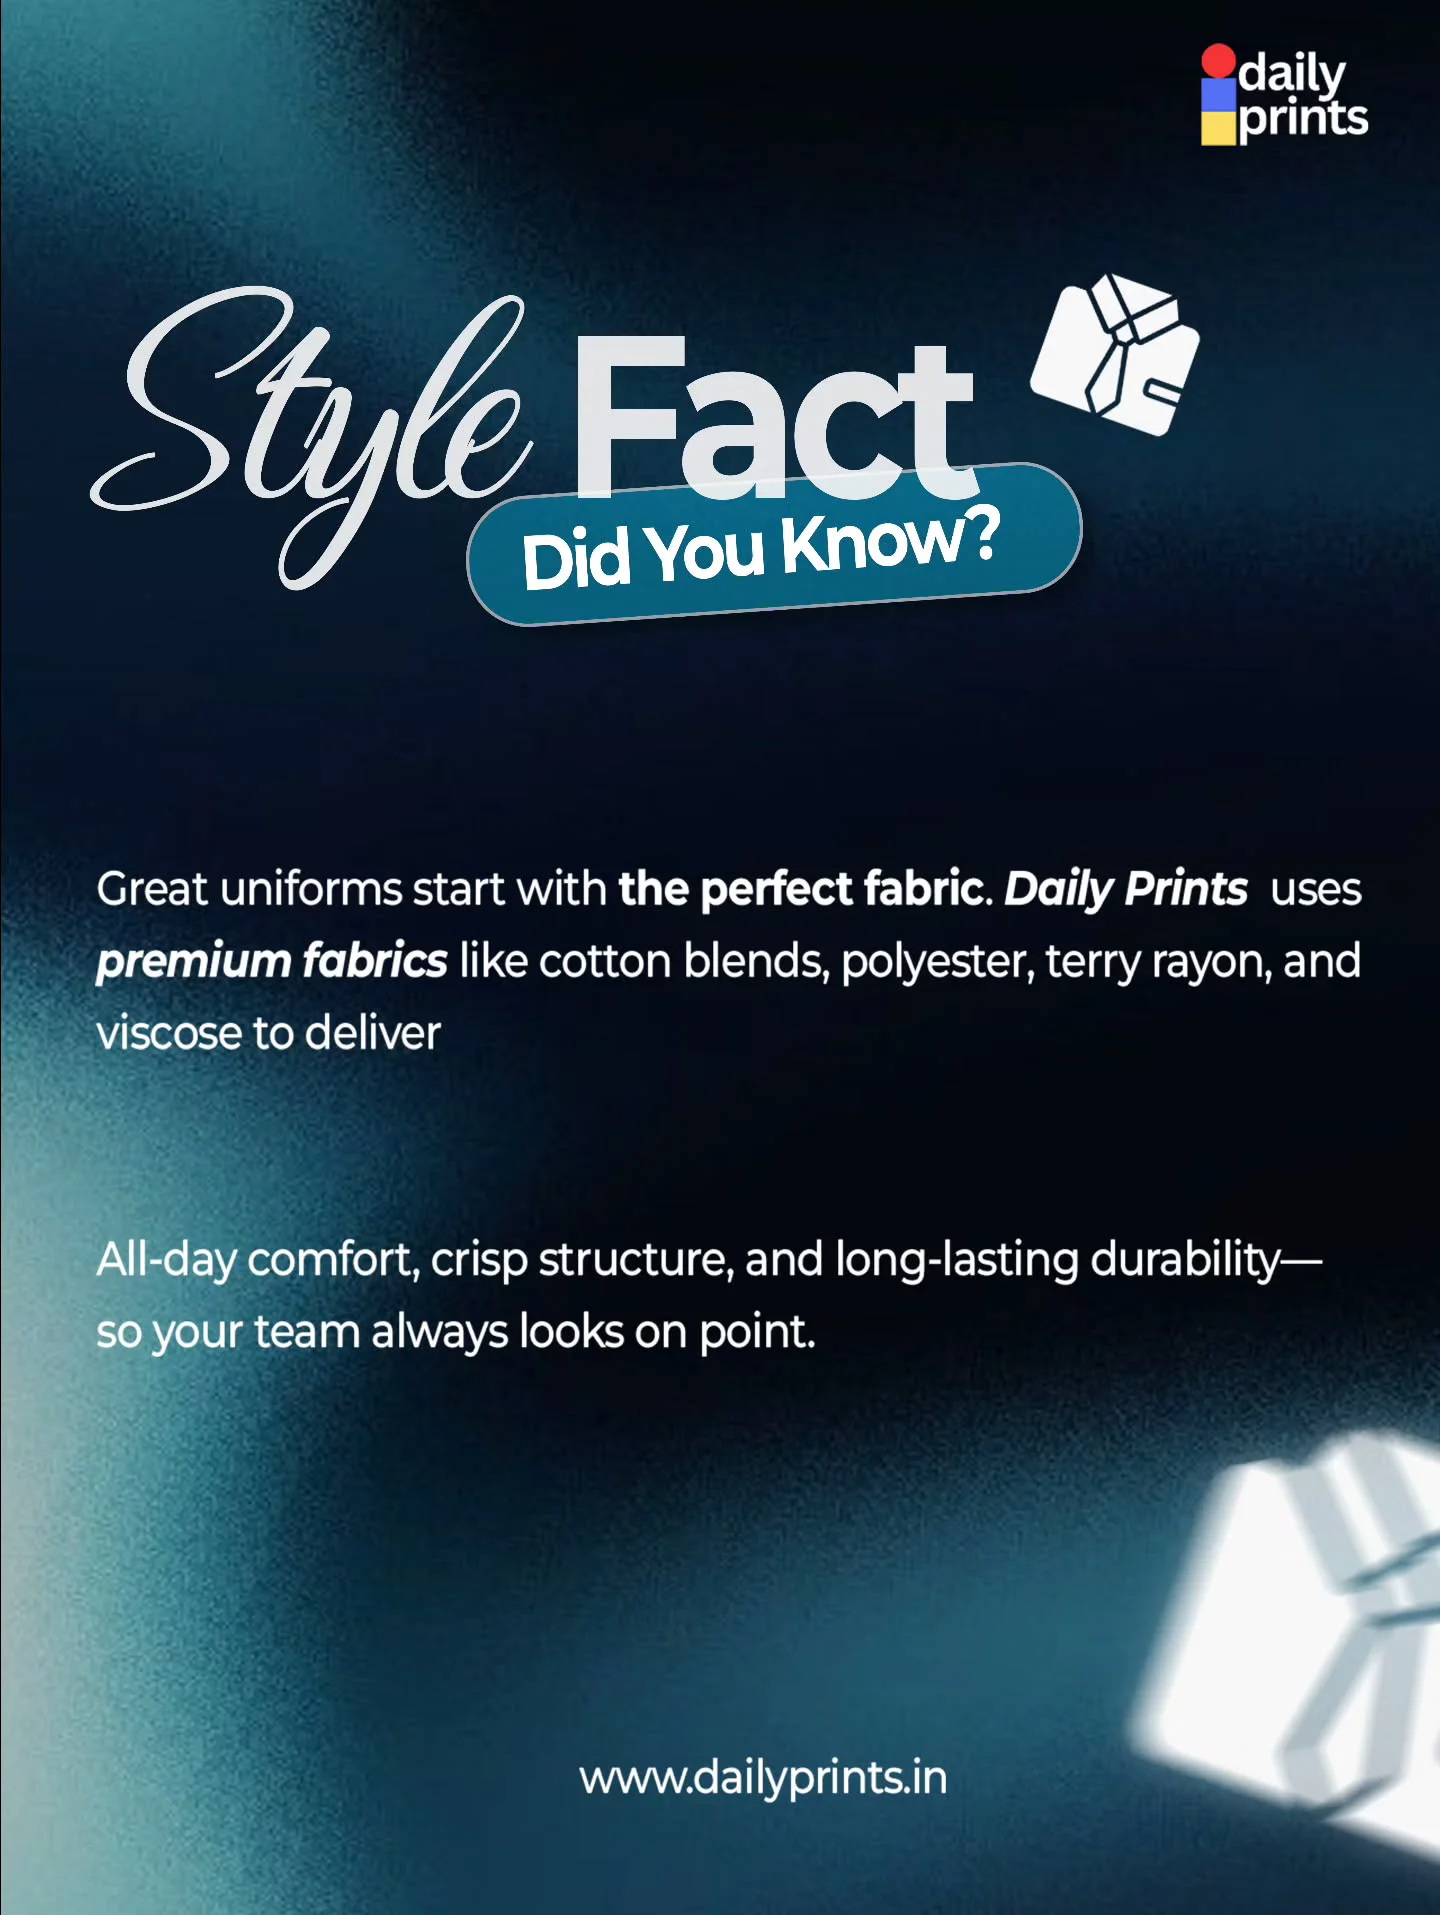 daily
prints
Style Fact
Did You Know?
Great uniforms start with the perfect fabric. Daily Prints uses
premium fabrics like cotton blends, polyester, terry rayon, and
viscose to deliver
All-day comfort, crisp structure, and long-lasting durability—
so your team always looks on point.
www.dailyprints.in